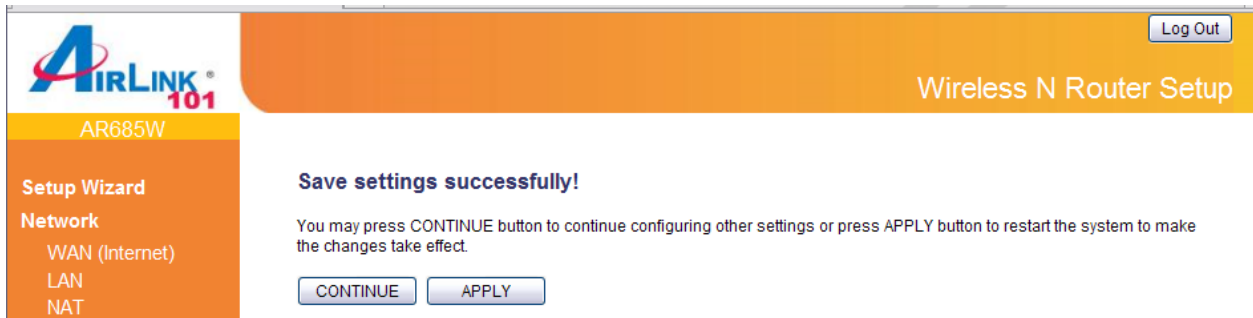 Log Out
AIRLINK®
101
Wireless N Router Setup
AR685W
Setup Wizard
Network
WAN (Internet)
LAN
NAT
Save settings successfully!
You may press CONTINUE button to continue configuring other settings or press APPLY button to restart the system to make
the changes take effect.
CONTINUE APPLY